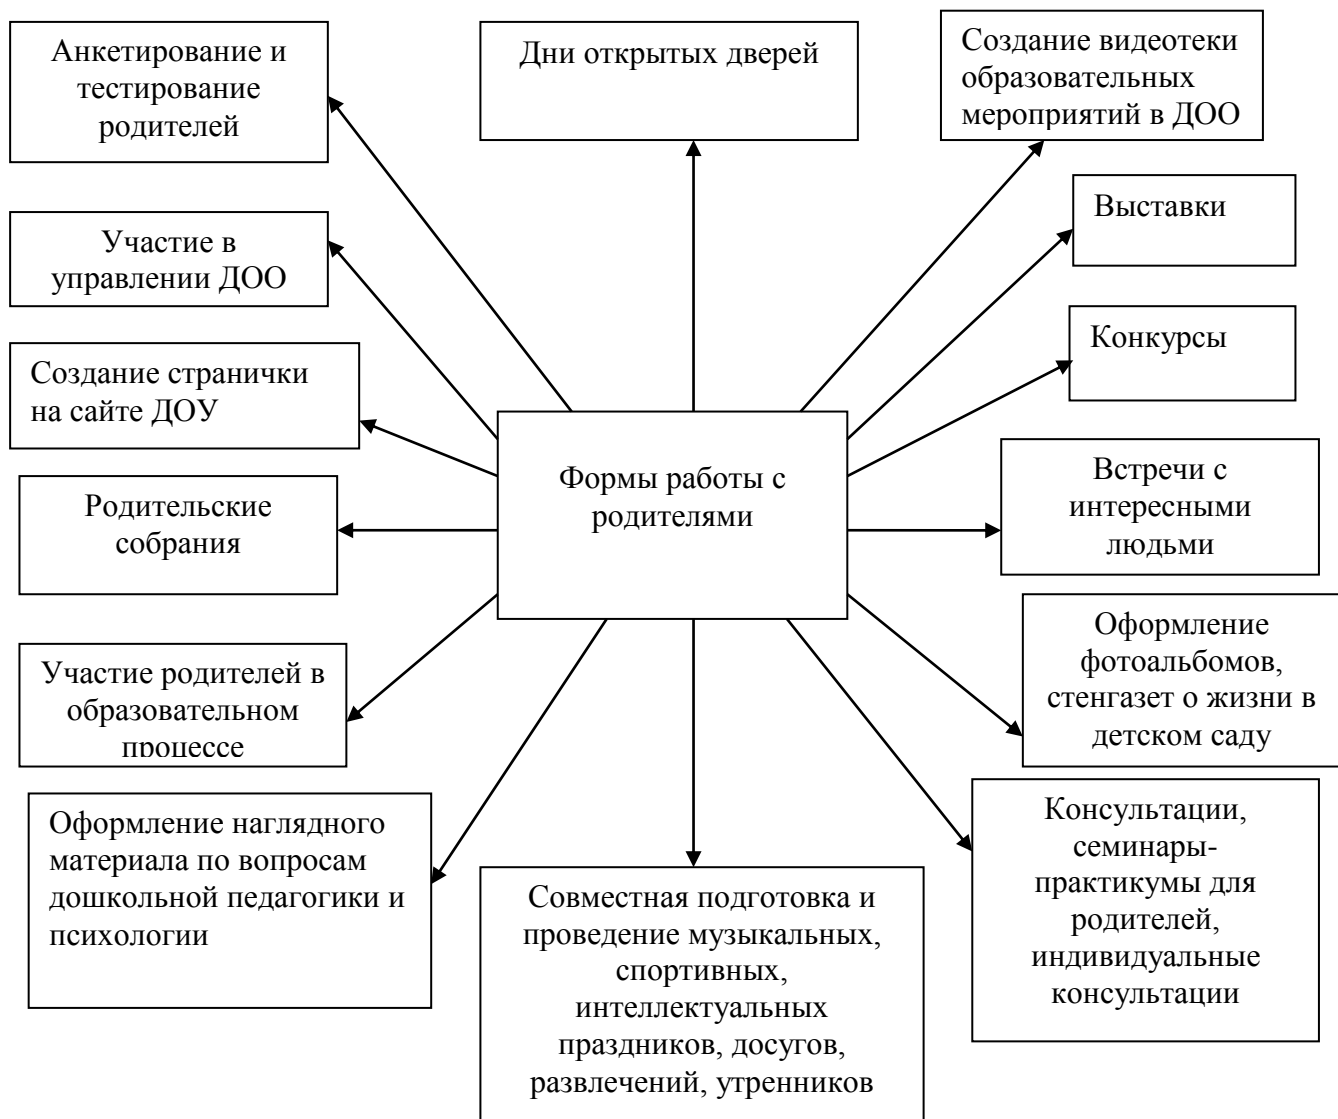 Анкетирование и
тестирование
родителей
Дни открытых дверей
Создание видеотеки
образовательных
мероприятий в ДОО
Выставки
Участие в
управлении ДОО
Конкурсы
Создание странички
на сайте ДОУ
Формы работы с
родителями
Встречи с
интересными
людьми
Родительские
собрания
Оформление
фотоальбомов,
стенгазет о жизни в
детском саду
Участие родителей в
образовательном
процессе
Оформление наглядного
материала по вопросам
дошкольной педагогики и
психологии
Совместная подготовка и
проведение музыкальных,
спортивных,
интеллектуальных
праздников, досугов,
развлечений, утренников
Консультации,
семинары-
практикумы для
родителей,
индивидуальные
консультации